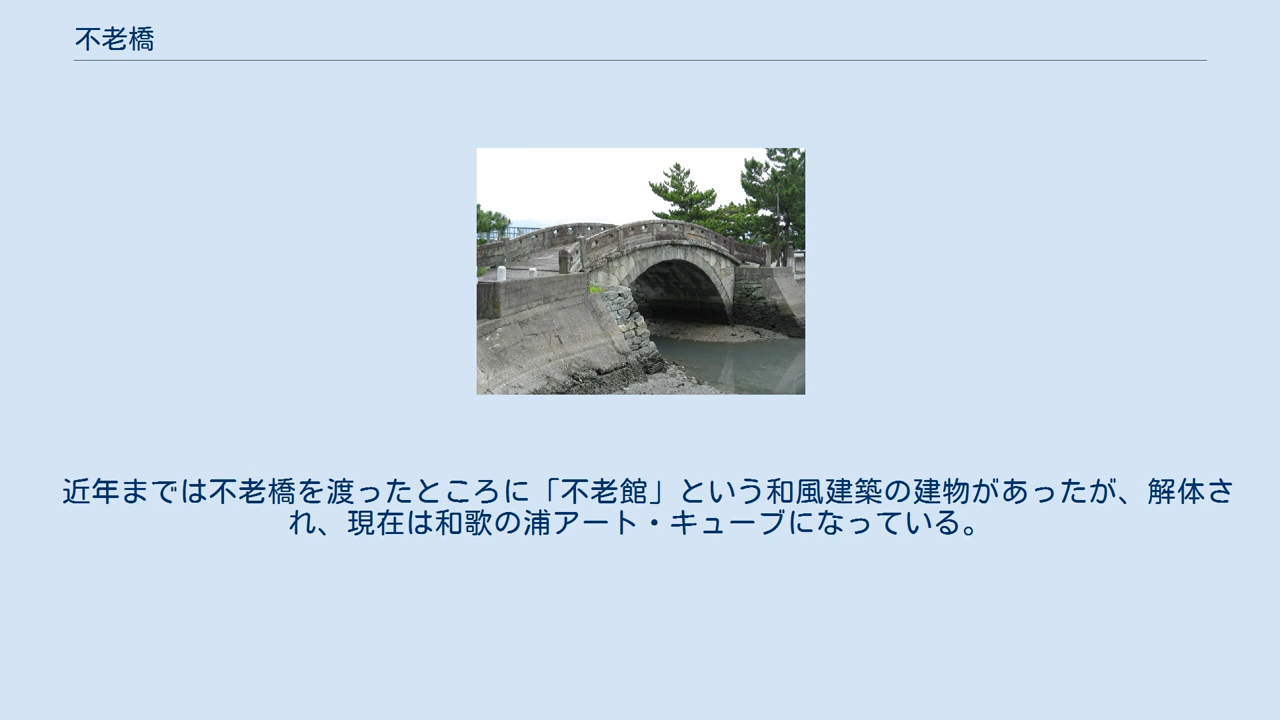 不老橋
近年までは不老橋を渡ったところに「不老館」という和風建築の建物があったが、解体さ
れ、現在は和歌の浦アート・キューブになっている。